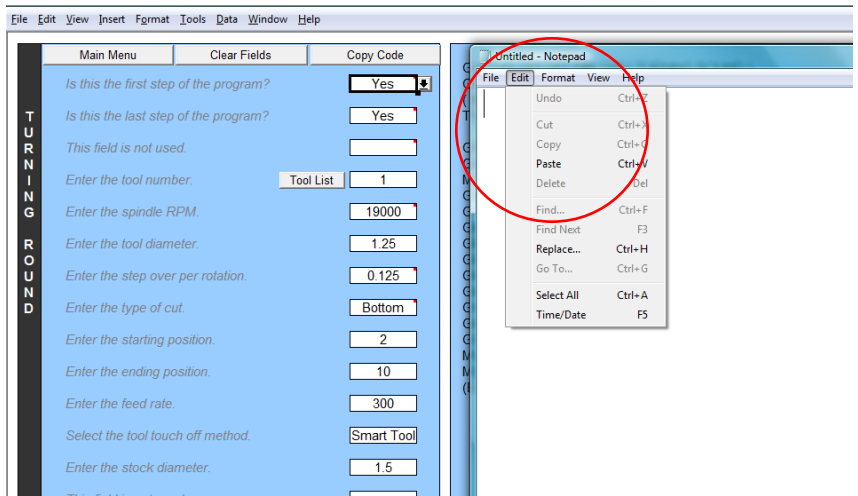 File Edit View Insert Format Tools Data Window Help
Main Menu Clear Fields Copy Code
TURNING ROUND
Is this the first step of the program? Yes
Is this the last step of the program? Yes
This field is not used.
Enter the tool number. Tool List 1
Enter the spindle RPM. 19000
Enter the tool diameter. 1.25
Enter the step over per rotation. 0.125
Enter the type of cut. Bottom
Enter the starting position. 2
Enter the ending position. 10
Enter the feed rate. 300
Select the tool touch off method. Smart Tool
Enter the stock diameter. 1.5
Untitled - Notepad
File Edit Format View Help
Undo Ctrl+Z
Cut Ctrl+X
Copy Ctrl+C
Paste Ctrl+V
Delete Del
Find... Ctrl+F
Find Next F3
Replace... Ctrl+H
Go To... Ctrl+G
Select All Ctrl+A
Time/Date F5